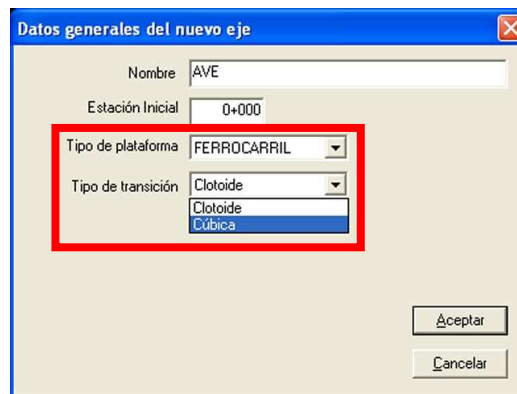 Datos generales del nuevo eje
Nombre AVE
Estación Inicial 0+000
Tipo de plataforma FERROCARRIL
Tipo de transición Clotoide
Clotoide
Cúbica
Aceptar
Cancelar